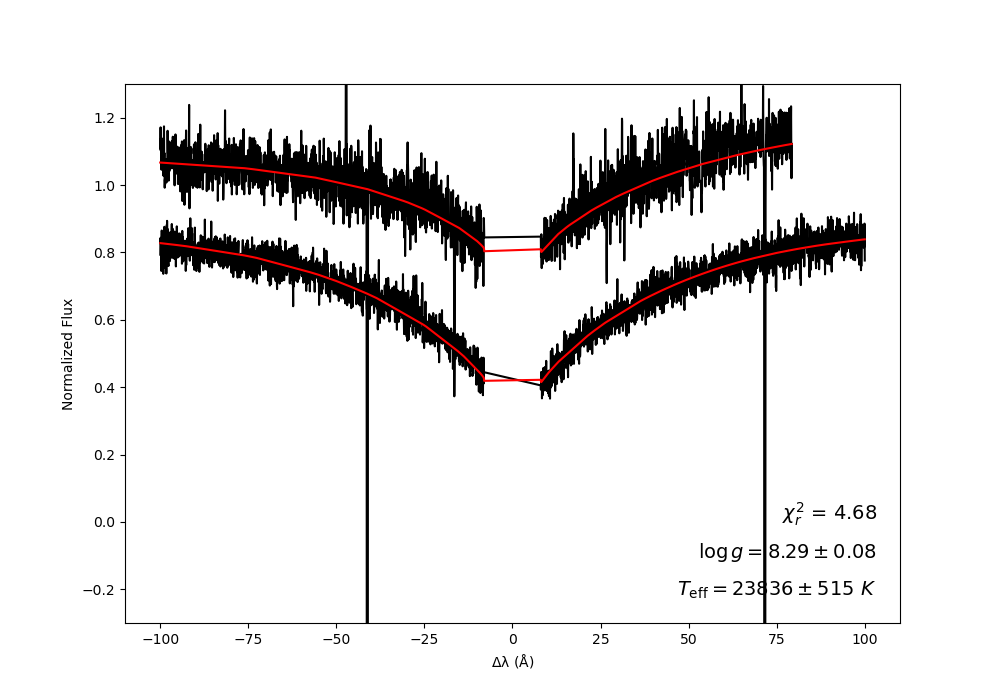 1.2
1.0
0.8
0.6
0.4
0.2
0.0
−0.2
Normalized Flux
χ²ᵣ = 4.68
log g = 8.29 ± 0.08
T_eff = 23836 ± 515 K
−100 −75 −50 −25 0 25 50 75 100
Δλ (Å)